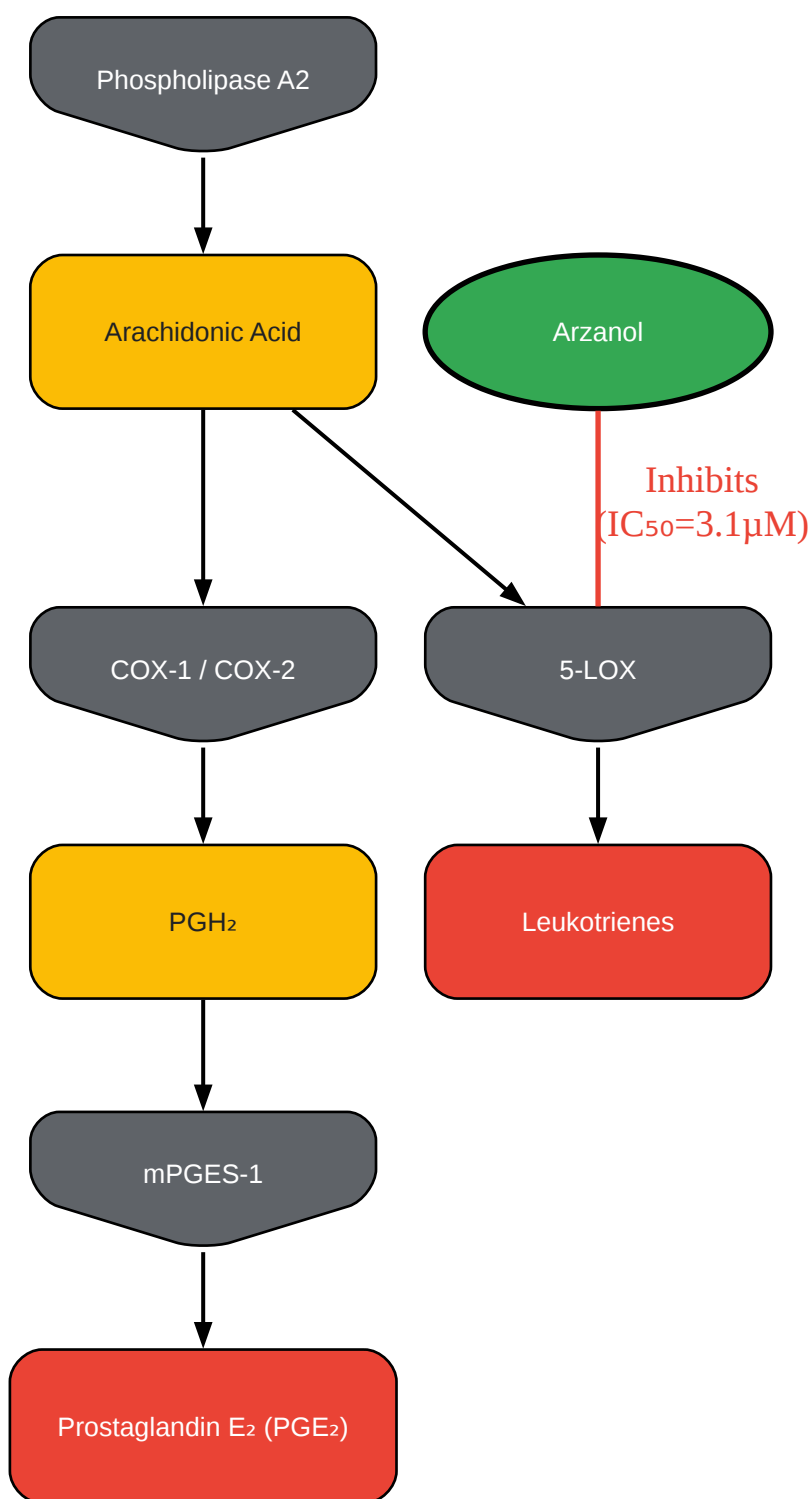 Phospholipase A2
Arachidonic Acid
Arzanol
Inhibits
(IC₅₀=3.1µM)
COX-1 / COX-2
5-LOX
PGH₂
Leukotrienes
mPGES-1
Prostaglandin E₂ (PGE₂)